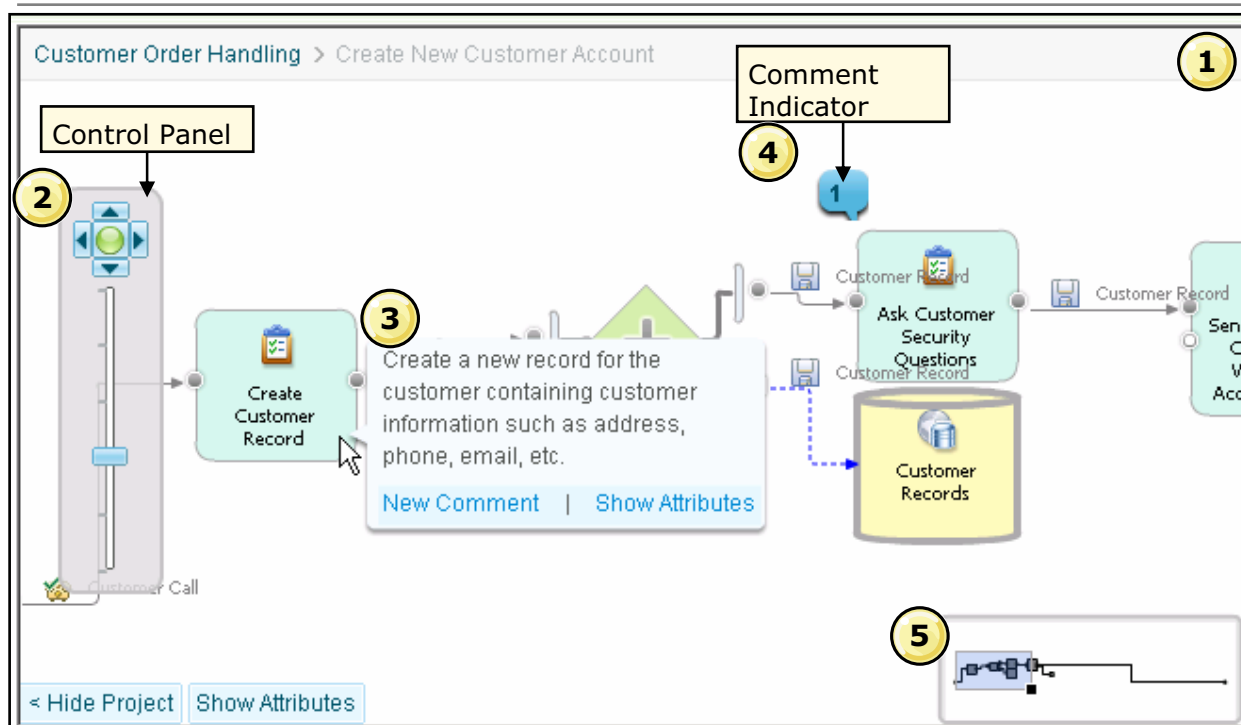 Customer Order Handling > Create New Customer Account
1
Comment
Indicator
Control Panel
4
2
1
3
Customer Record
Customer Record
Ask Customer
Security
Questions
Create
Customer
Record
Create a new record for the
customer containing customer
information such as address,
phone, email, etc.
New Comment | Show Attributes
Customer Record
Customer
Records
Sen
C
V
Acc
Customer Call
5
< Hide Project
Show Attributes